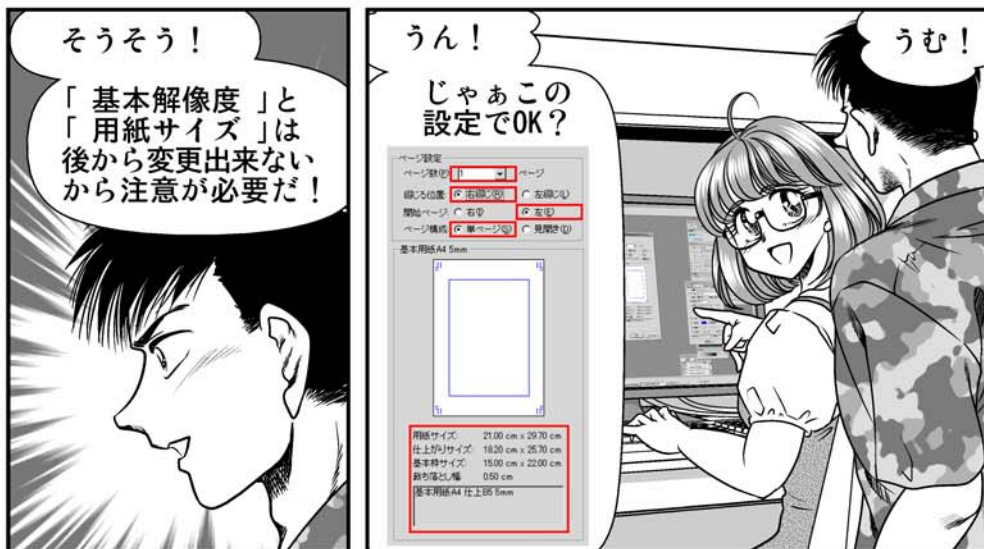 そうそう！
「 基本解像度 」と
「 用紙サイズ 」は
後から変更出来ない
から注意が必要だ！
うん！
じゃぁこの
設定でOK？
ページ設定
ページ数(P) 1 ページ
綴じる位置: 右綴じ(R) 左綴じ(L)
開始ページ: 右(I) 左(E)
ページ構成: 単ページ(S) 見開き(D)
基本用紙A4 5mm
用紙サイズ: 21.00 cm x 29.70 cm
仕上がりサイズ: 18.20 cm x 25.70 cm
基本枠サイズ: 15.00 cm x 22.00 cm
裁ち落とし幅: 0.50 cm
基本用紙A4 仕上B5 5mm
うむ！